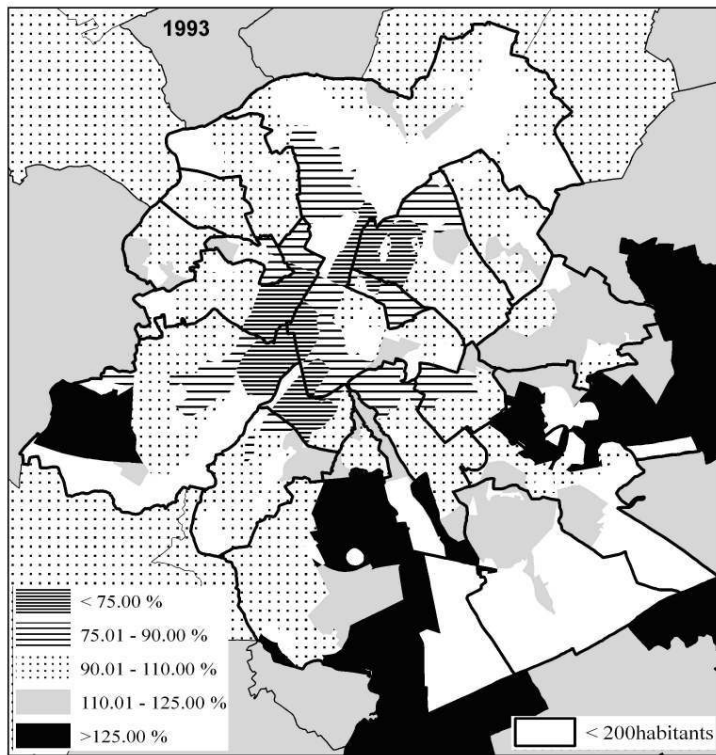 1993
< 75.00 %
75.01 - 90.00 %
90.01 - 110.00 %
110.01 - 125.00 %
>125.00 %
< 200habitants